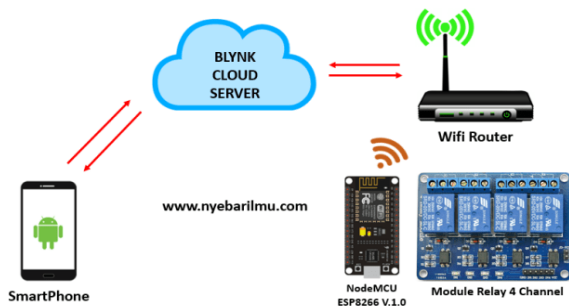 BLYNK
CLOUD
SERVER
Wifi Router
www.nyebarilmu.com
SmartPhone
NodeMCU
ESP8266 V.1.0
Module Relay 4 Channel